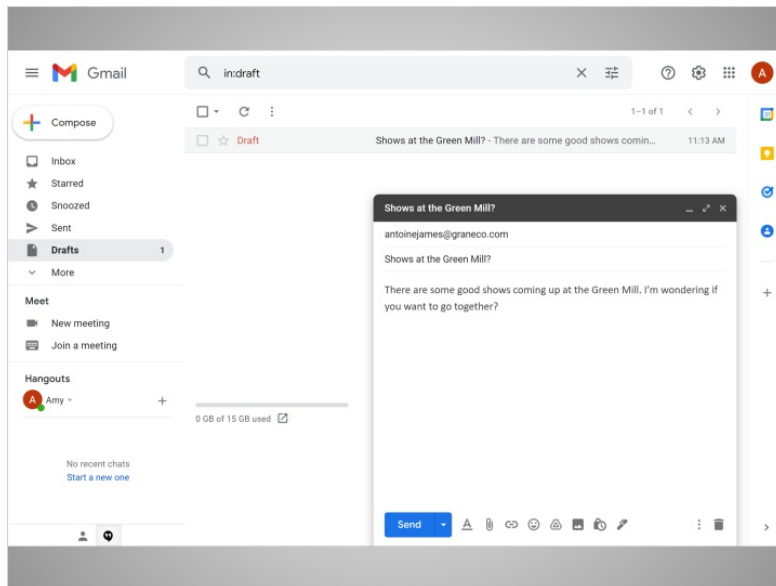 Gmail
in:draft
A
Compose
1–1 of 1
Draft
Shows at the Green Mill? - There are some good shows comin...
11:13 AM
Inbox
Starred
Snoozed
Sent
Drafts 1
More
Meet
New meeting
Join a meeting
Hangouts
A Amy
0 GB of 15 GB used
No recent chats
Start a new one
Shows at the Green Mill?
antoinejames@graneco.com
Shows at the Green Mill?
There are some good shows coming up at the Green Mill. I'm wondering if
you want to go together?
Send